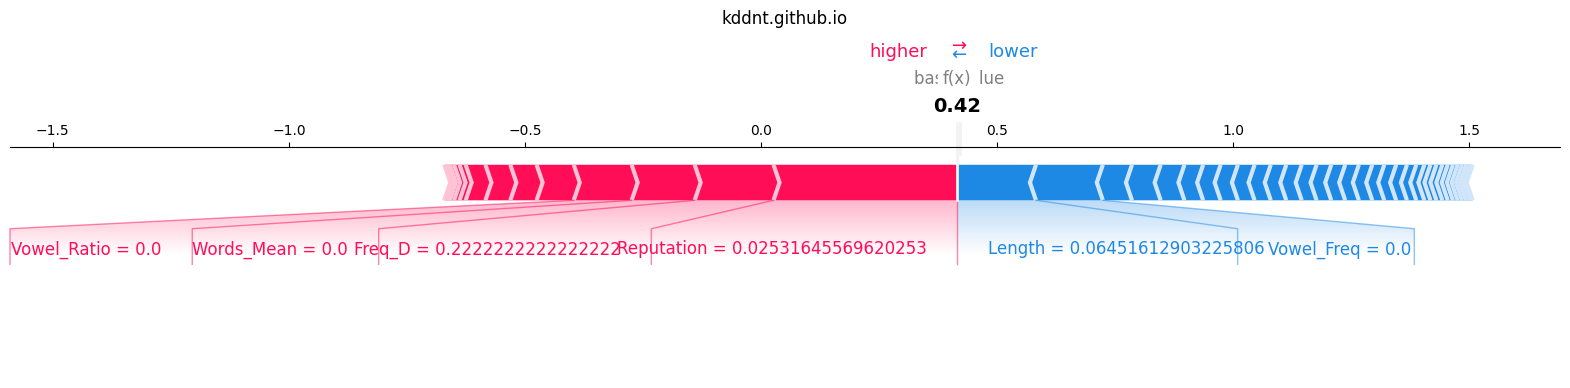 kddnt.github.io
higher → ← lower
bas f(x) lue
0.42
−1.5 −1.0 −0.5 0.0 0.5 1.0 1.5
Vowel_Ratio = 0.0 Words_Mean = 0.0 Freq_D = 0.2222222222222222 Reputation = 0.02531645569620253 Length = 0.06451612903225806 Vowel_Freq = 0.0